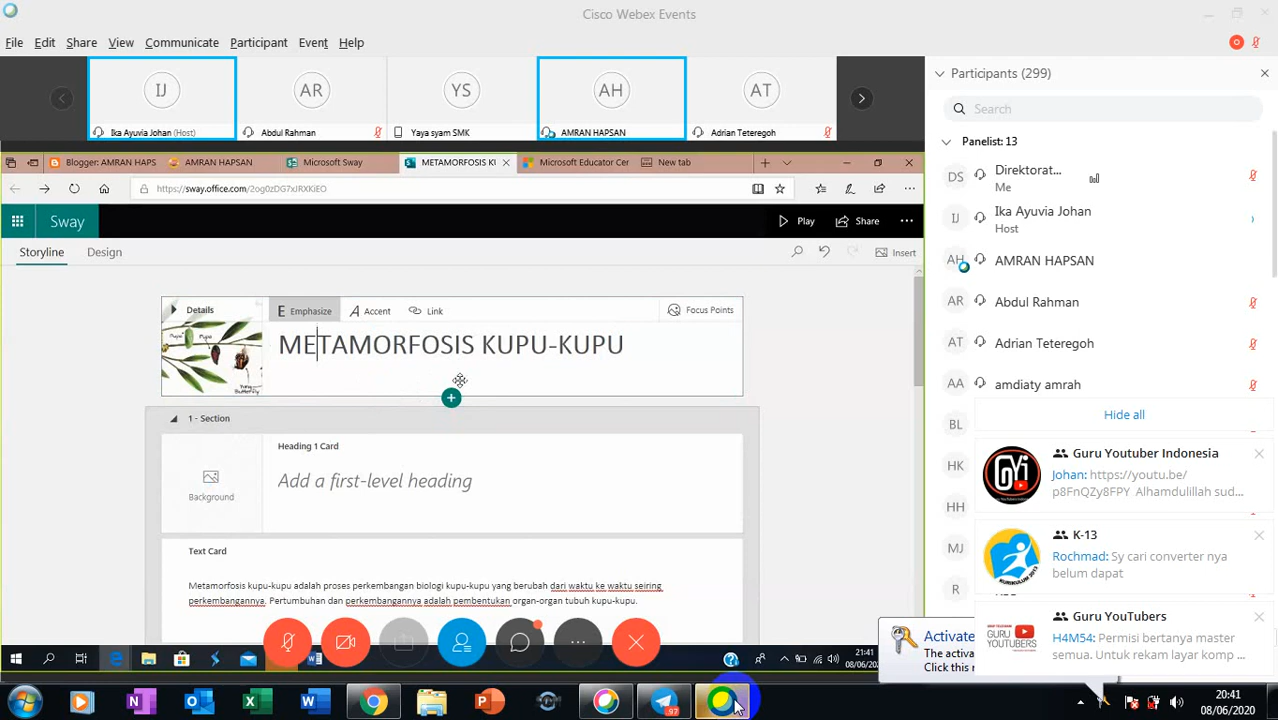 Cisco Webex Events
File Edit Share View Communicate Participant Event Help
IJ AR YS AH AT
Ika Ayuvia Johan (Host) Abdul Rahman Yaya syam SMK AMRAN HAPSAN Adrian Teteregoh
Blogger: AMRAN HAPS AMRAN HAPSAN Microsoft Sway METAMORFOSIS KU Microsoft Educator Cer New tab
https://sway.office.com/2og0zDG7xJRXKiEO
Sway Play Share
Storyline Design Insert
Details Emphasize Accent Link Focus Points
METAMORFOSIS KUPU-KUPU
1 - Section
Heading 1 Card
Add a first-level heading
Background
Text Card
Metamorfosis kupu-kupu adalah proses perkembangan biologi kupu-kupu yang berubah dari waktu ke waktu seiring
perkembangannya. Pertumbuhan dan perkembangannya adalah pembentukan organ-organ tubuh kupu-kupu.
21:41
08/06/2020
Participants (299)
Search
Panelist: 13
DS Direktorat...
Me
IJ Ika Ayuvia Johan
Host
AH AMRAN HAPSAN
AR Abdul Rahman
AT Adrian Teteregoh
AA amdiaty amrah
BL
HK
HH
MJ
R
Hide all
Guru Youtuber Indonesia
Johan: https://youtu.be/
p8FnQZy8FPY Alhamdulillah sud...
K-13
Rochmad: Sy cari converter nya
belum dapat
Guru YouTubers
H4M54: Permisi bertanya master
semua. Untuk rekam layar komp ...
Activate
The activa
Click this
97
20:41
08/06/2020